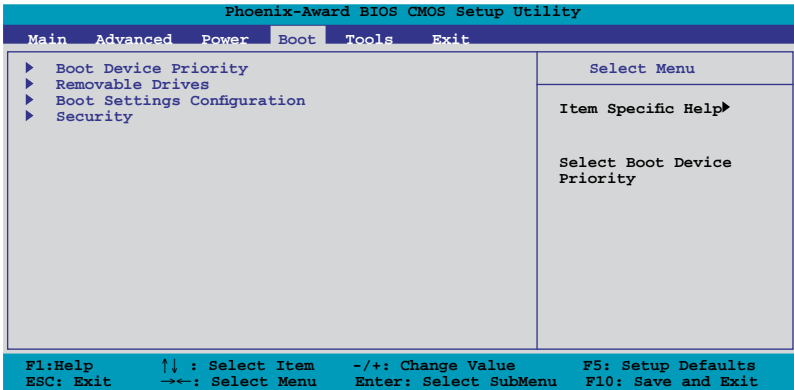 Phoenix-Award BIOS CMOS Setup Utility
Main Advanced Power Boot Tools Exit
Boot Device Priority
Removable Drives
Boot Settings Configuration
Security
Select Menu
Item Specific Help
Select Boot Device
Priority
F1:Help ↑↓ : Select Item -/+: Change Value F5: Setup Defaults
ESC: Exit →←: Select Menu Enter: Select SubMenu F10: Save and Exit